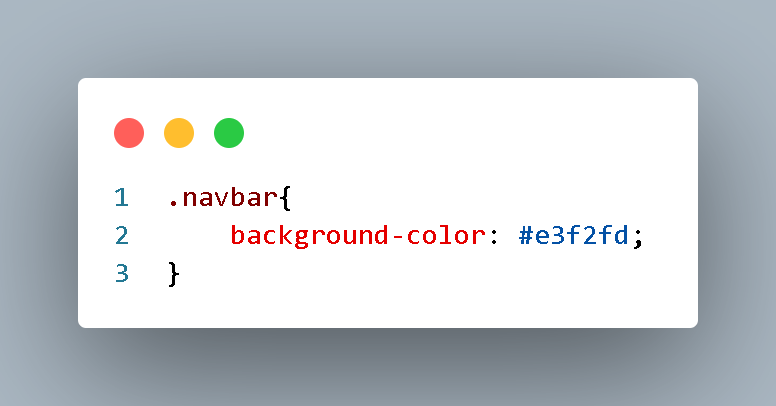 1 .navbar{
2     background-color: #e3f2fd;
3 }